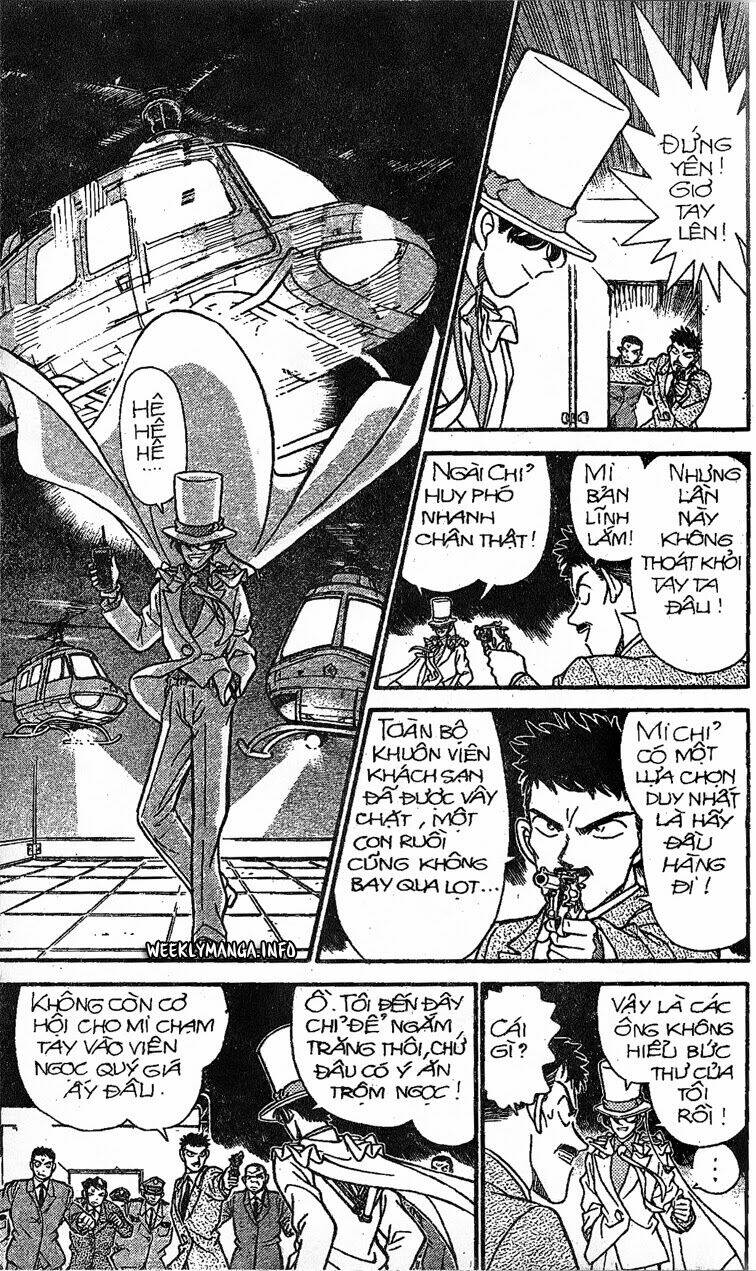 HÊ
HÊ
HÊ
...
WEEKLYMANGA.INFO
ĐỨNG
YÊN!
GIƠ
TAY
LÊN!
NGÀI CHỈ
HUY PHÓ
NHANH
CHÂN THẬT!
MI
BẢN
LĨNH
LẮM!
NHƯNG
LẦN
NÀY
KHÔNG
THOÁT KHỎI
TAY TA
ĐÂU!
TOÀN BỘ
KHUÔN VIÊN
KHÁCH SẠN
ĐÃ ĐƯỢC VÂY
CHẶT, MỘT
CON RUỒI
CŨNG KHÔNG
BAY QUA LỌT...
MI CHỈ
CÓ MỘT
LỰA CHỌN
DUY NHẤT
LÀ HÃY
ĐẦU
HÀNG
ĐI!
KHÔNG CÒN CƠ
HỘI CHO MI CHẠM
TAY VÀO VIÊN
NGỌC QUÝ GIÁ
ẤY ĐÂU.
Ồ. TÔI ĐẾN ĐÂY
CHỈ ĐỂ NGẮM
TRĂNG THÔI, CHỨ
ĐÂU CÓ Ý ĂN
TRỘM NGỌC!
CÁI
GÌ?
VẬY LÀ CÁC
ÔNG KHÔNG
HIỂU BỨC
THƯ CỦA
TÔI
RỒI!
...